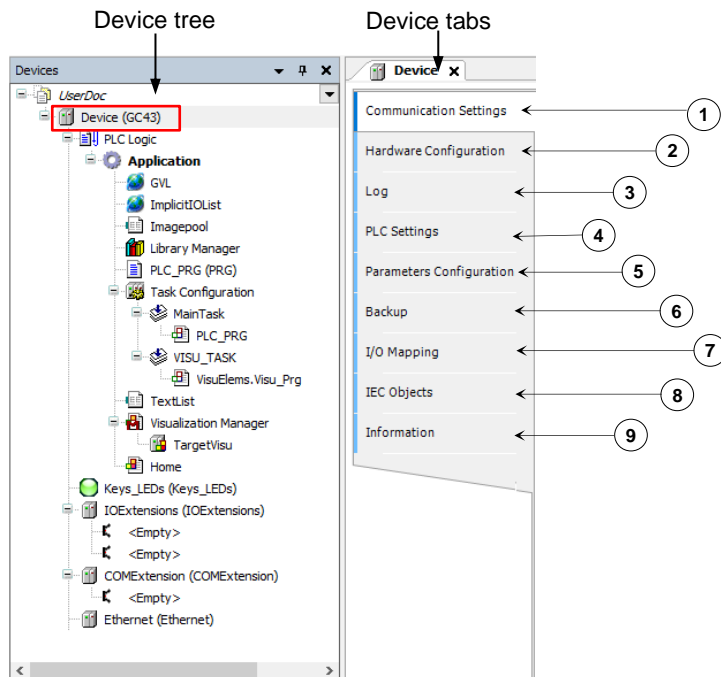 Device tree
Device tabs
Devices
UserDoc
Device (GC43)
PLC Logic
Application
GVL
ImplicitIOList
Imagepool
Library Manager
PLC_PRG (PRG)
Task Configuration
MainTask
PLC_PRG
VISU_TASK
VisuElems.Visu_Prg
TextList
Visualization Manager
TargetVisu
Home
Keys_LEDs (Keys_LEDs)
IOExtensions (IOExtensions)
<Empty>
<Empty>
COMExtension (COMExtension)
<Empty>
Ethernet (Ethernet)
Device
Communication Settings 1
Hardware Configuration 2
Log 3
PLC Settings 4
Parameters Configuration 5
Backup 6
I/O Mapping 7
IEC Objects 8
Information 9